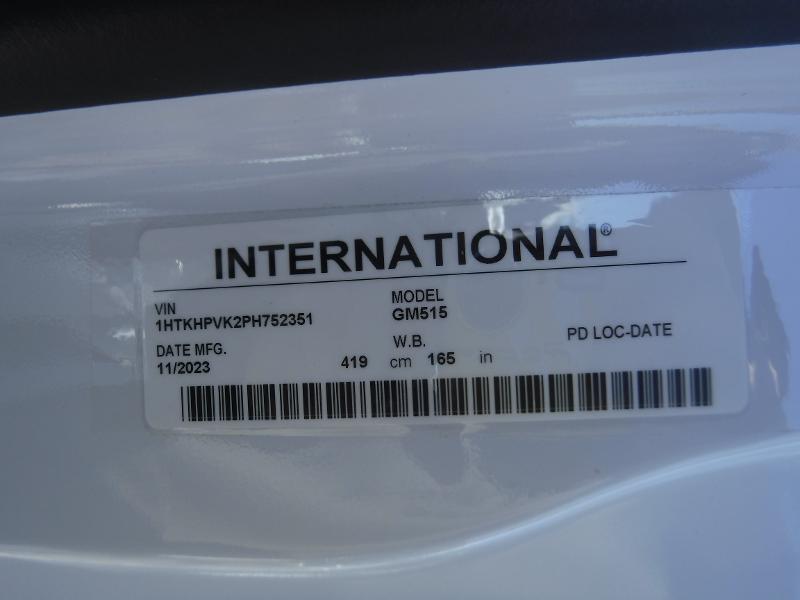 INTERNATIONAL®
VIN
1HTKHPVK2PH752351
MODEL
GM515
DATE MFG.
11/2023
W.B.
419 cm 165 in
PD LOC-DATE